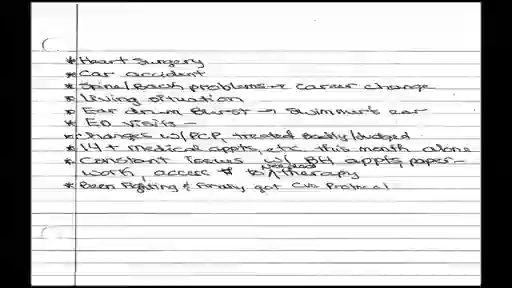 * Heart Surgery
* Car accident
* Spinal/Back problems → career change
* Living situation
* Ear drum Burst → Swimmer's ear
* ED visits -
* Changes w/PCP, treated Badly/Judged
* 14+ medical appts, etc. this month alone
* Constant issues w/ BH appts, paper-
work, access to needed therapy
* Been Fighting & finally got Protocol